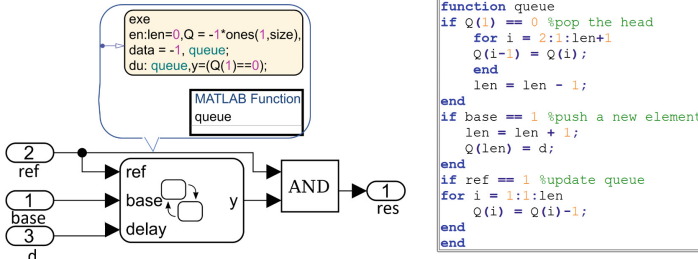 exe
en:len=0,Q = -1*ones(1,size),
data = -1, queue;
du: queue,y=(Q(1)==0);
MATLAB Function
queue
2
ref
1
base
3
d
ref
base
delay
y
AND
1
res
function queue
if Q(1) == 0 %pop the head
for i = 2:1:len+1
Q(i-1) = Q(i);
end
len = len - 1;
end
if base == 1 %push a new element
len = len + 1;
Q(len) = d;
end
if ref == 1 %update queue
for i = 1:1:len
Q(i) = Q(i)-1;
end
end